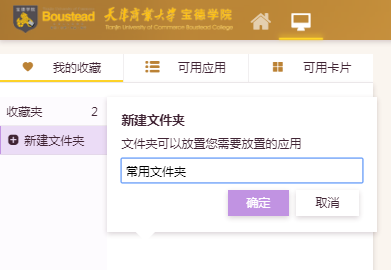 Boustead 天津商業大学 宝德学院
Tianjin University of Commerce Boustead College
我的收藏 可用应用 可用卡片
收藏夹 2
新建文件夹
新建文件夹
文件夹可以放置您需要放置的应用
常用文件夹
确定 取消